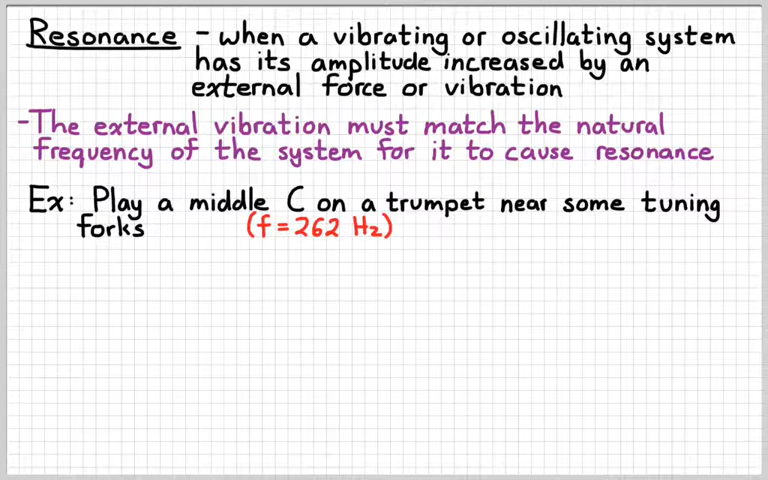 Resonance - when a vibrating or oscillating system
has its amplitude increased by an
external force or vibration
- The external vibration must match the natural
frequency of the system for it to cause resonance
Ex: Play a middle C on a trumpet near some tuning
forks (f = 262 Hz)